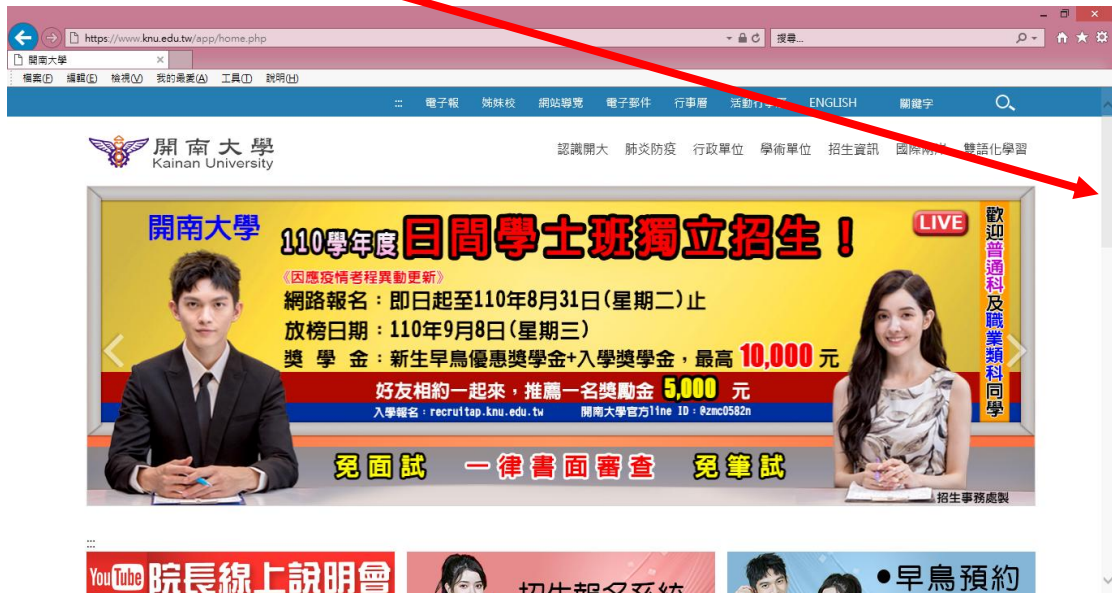 https://www.knu.edu.tw/app/home.php
搜尋...
開南大學
檔案(F) 編輯(E) 檢視(V) 我的最愛(A) 工具(T) 說明(H)
::: 電子報 姊妹校 網站導覽 電子郵件 行事曆 ENGLISH 關鍵字
開南大學
Kainan University
認識開大 肺炎防疫 行政單位 學術單位 招生資訊 雙語化學習
開南大學
110學年度日間學士班獨立招生！
LIVE
歡迎普通科及職業類科同學
《因應疫情考程異動更新》
網路報名：即日起至110年8月31日(星期二)止
放榜日期：110年9月8日(星期三)
獎學金：新生早鳥優惠獎學金+入學獎學金，最高10,000元
好友相約一起來，推薦一名獎勵金 5,000 元
入學報名：recruitap.knu.edu.tw 開南大學官方line ID：@zmc0582n
免面試 一律書面審查 免筆試
招生事務處製
:::
YouTube 院長線上說明會
招生報名系統
●早鳥預約